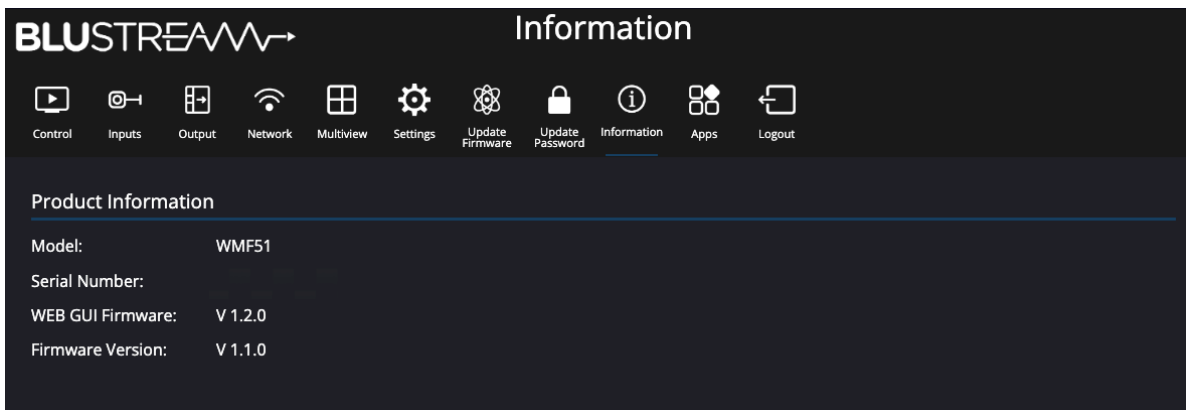 BLUSTREAM
Information
Control
Inputs
Output
Network
Multiview
Settings
Update
Firmware
Update
Password
Information
Apps
Logout
Product Information
Model: WMF51
Serial Number:
WEB GUI Firmware: V 1.2.0
Firmware Version: V 1.1.0